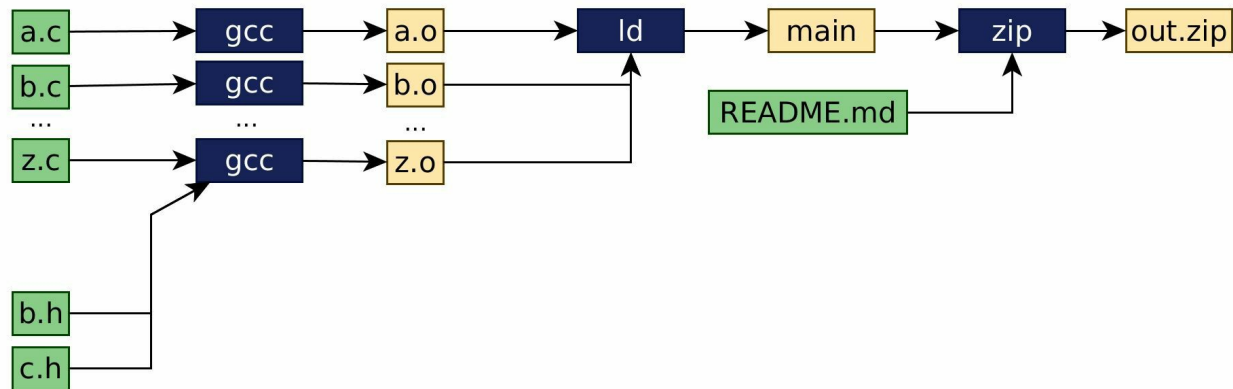 a.c gcc a.o ld main zip out.zip
b.c gcc b.o
README.md
... ... ...
z.c gcc z.o
b.h
c.h